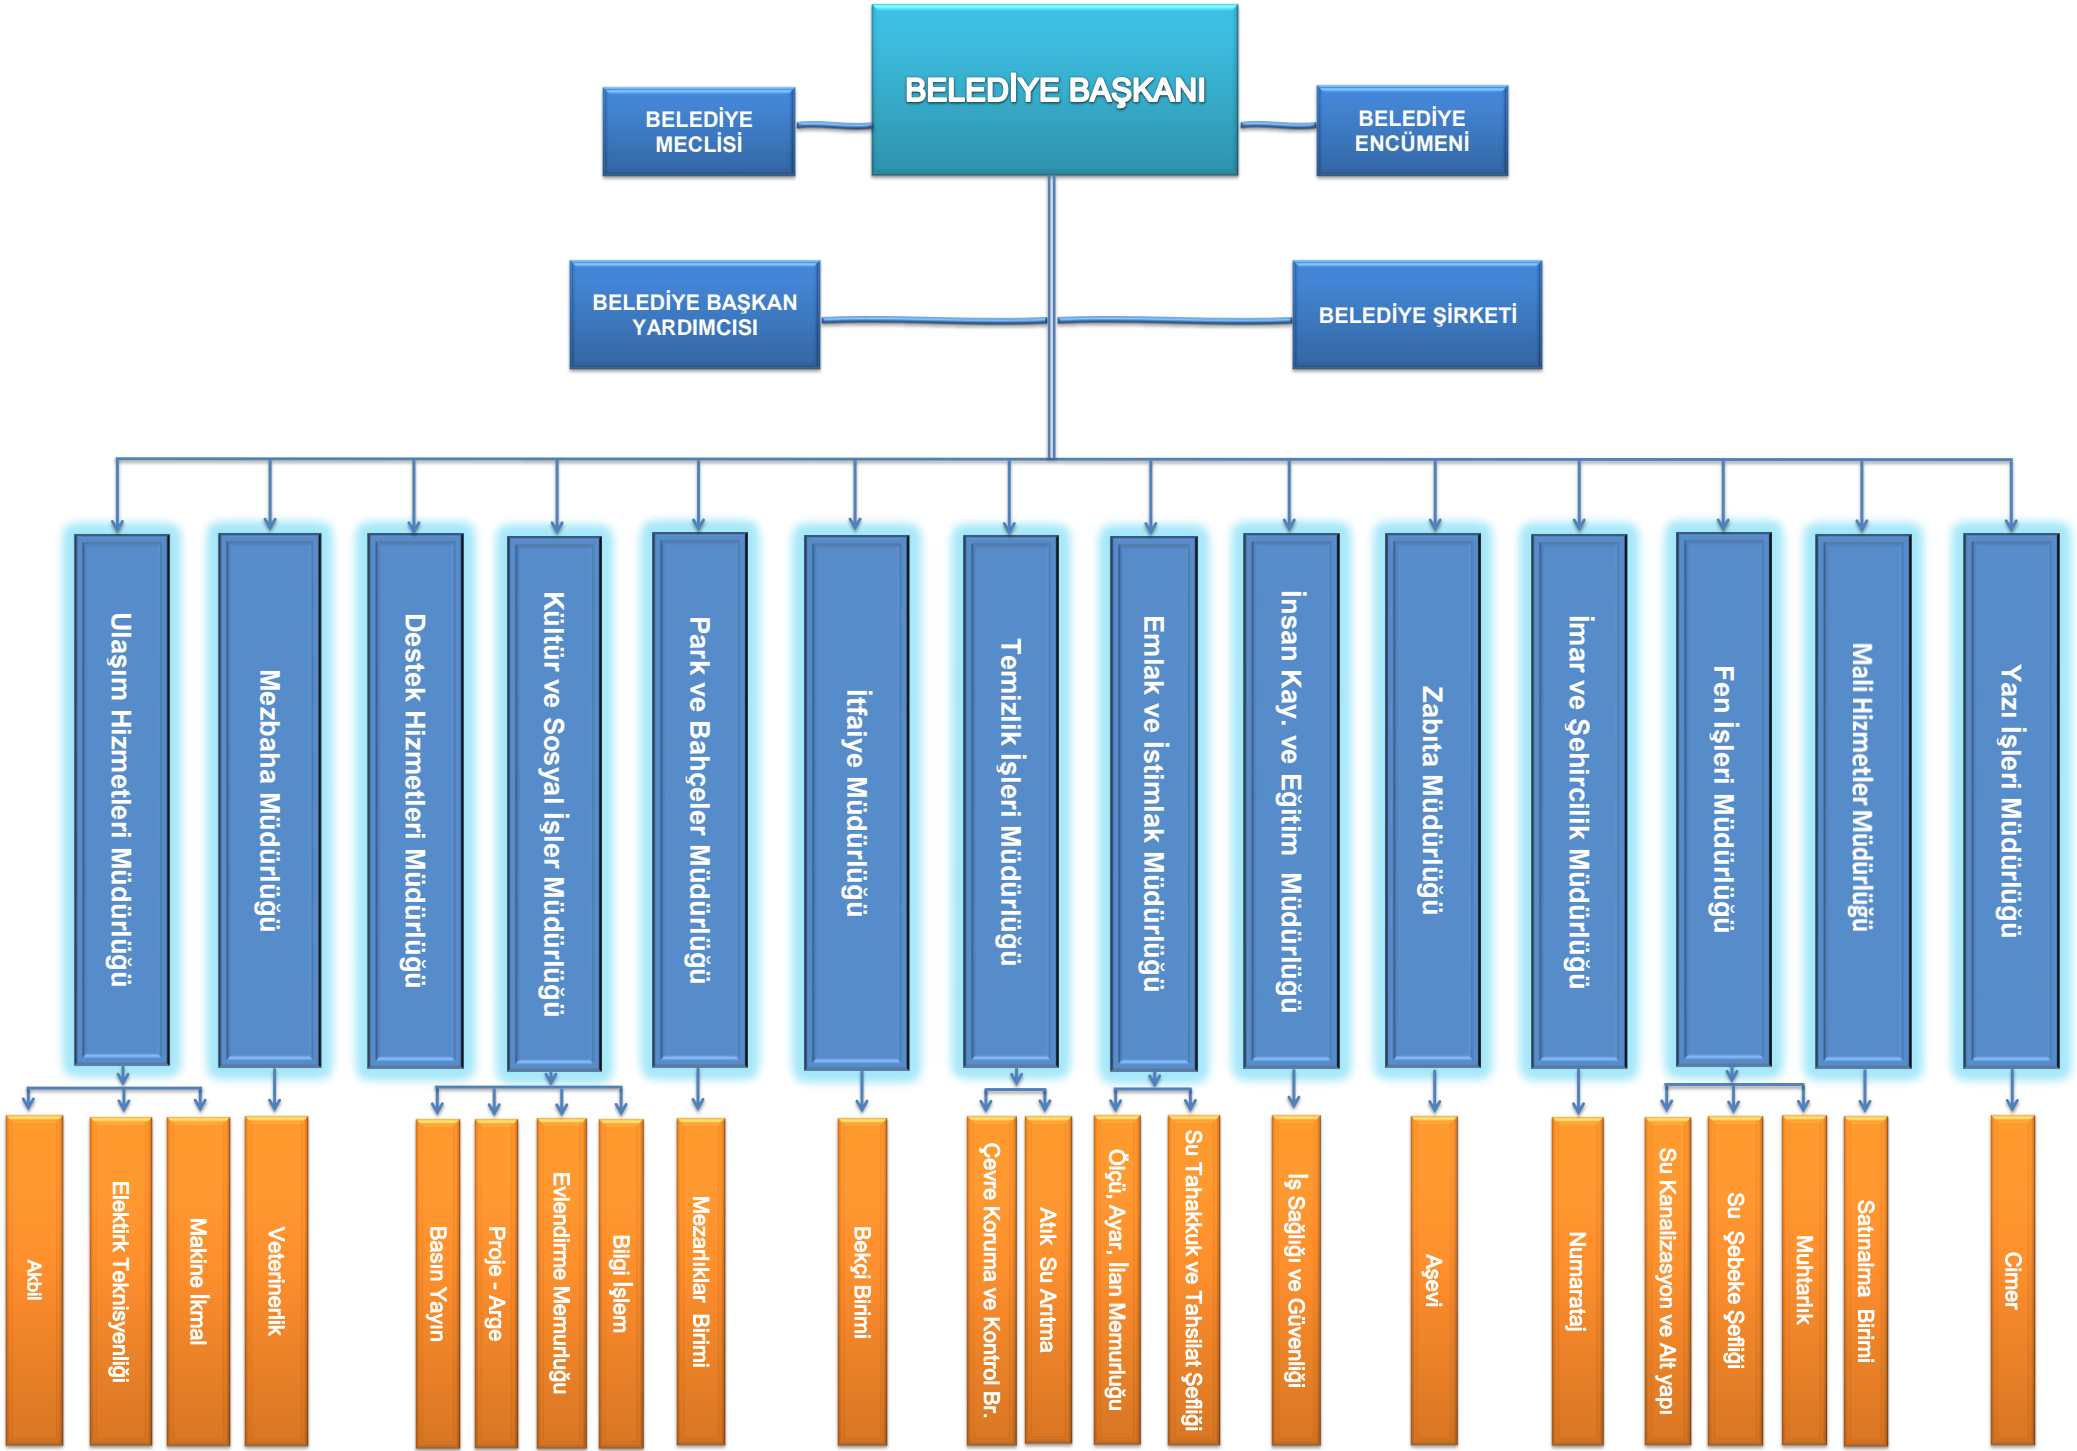 BELEDİYE BAŞKANI
BELEDİYE
MECLİSİ
BELEDİYE
ENCÜMENİ
BELEDİYE BAŞKAN
YARDIMCISI
BELEDİYE ŞİRKETİ
Ulaşım Hizmetleri Müdürlüğü
Mezbaha Müdürlüğü
Destek Hizmetleri Müdürlüğü
Kültür ve Sosyal İşler Müdürlüğü
Park ve Bahçeler Müdürlüğü
İtfaiye Müdürlüğü
Temizlik İşleri Müdürlüğü
Emlak ve İstimlak Müdürlüğü
İnsan Kay. ve Eğitim Müdürlüğü
Zabıta Müdürlüğü
İmar ve Şehircilik Müdürlüğü
Fen İşleri Müdürlüğü
Mali Hizmetler Müdürlüğü
Yazı İşleri Müdürlüğü
Akbil
Elektirk Teknisyenliği
Makine İkmal
Veterinerlik
Basın Yayın
Proje - Arge
Evlendirme Memurluğu
Bilgi İşlem
Mezarlıklar Birimi
Bekçi Birimi
Çevre Koruma ve Kontrol Br.
Atık Su Arıtma
Ölçü, Ayar, İlan Memurluğu
Su Tahakkuk ve Tahsilat Şefliği
İş Sağlığı ve Güvenliği
Aşevi
Numarataj
Su Kanalizasyon ve Alt yapı
Su Şebeke Şefliği
Muhtarlık
Satınalma Birimi
Cimer